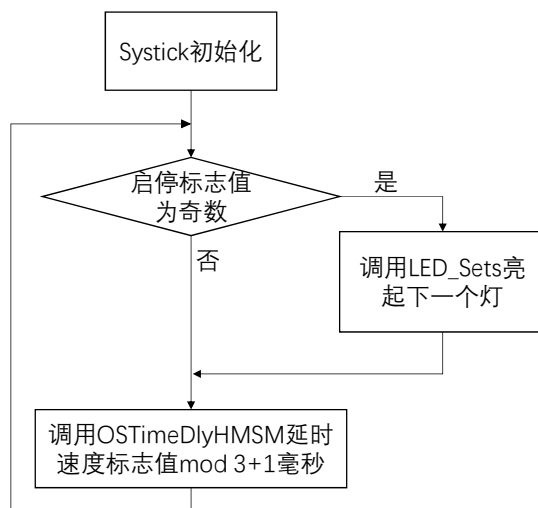 Systick初始化
启停标志值
为奇数
是
否
调用LED_Sets亮
起下一个灯
调用OSTimeDlyHMSM延时
速度标志值mod 3+1毫秒